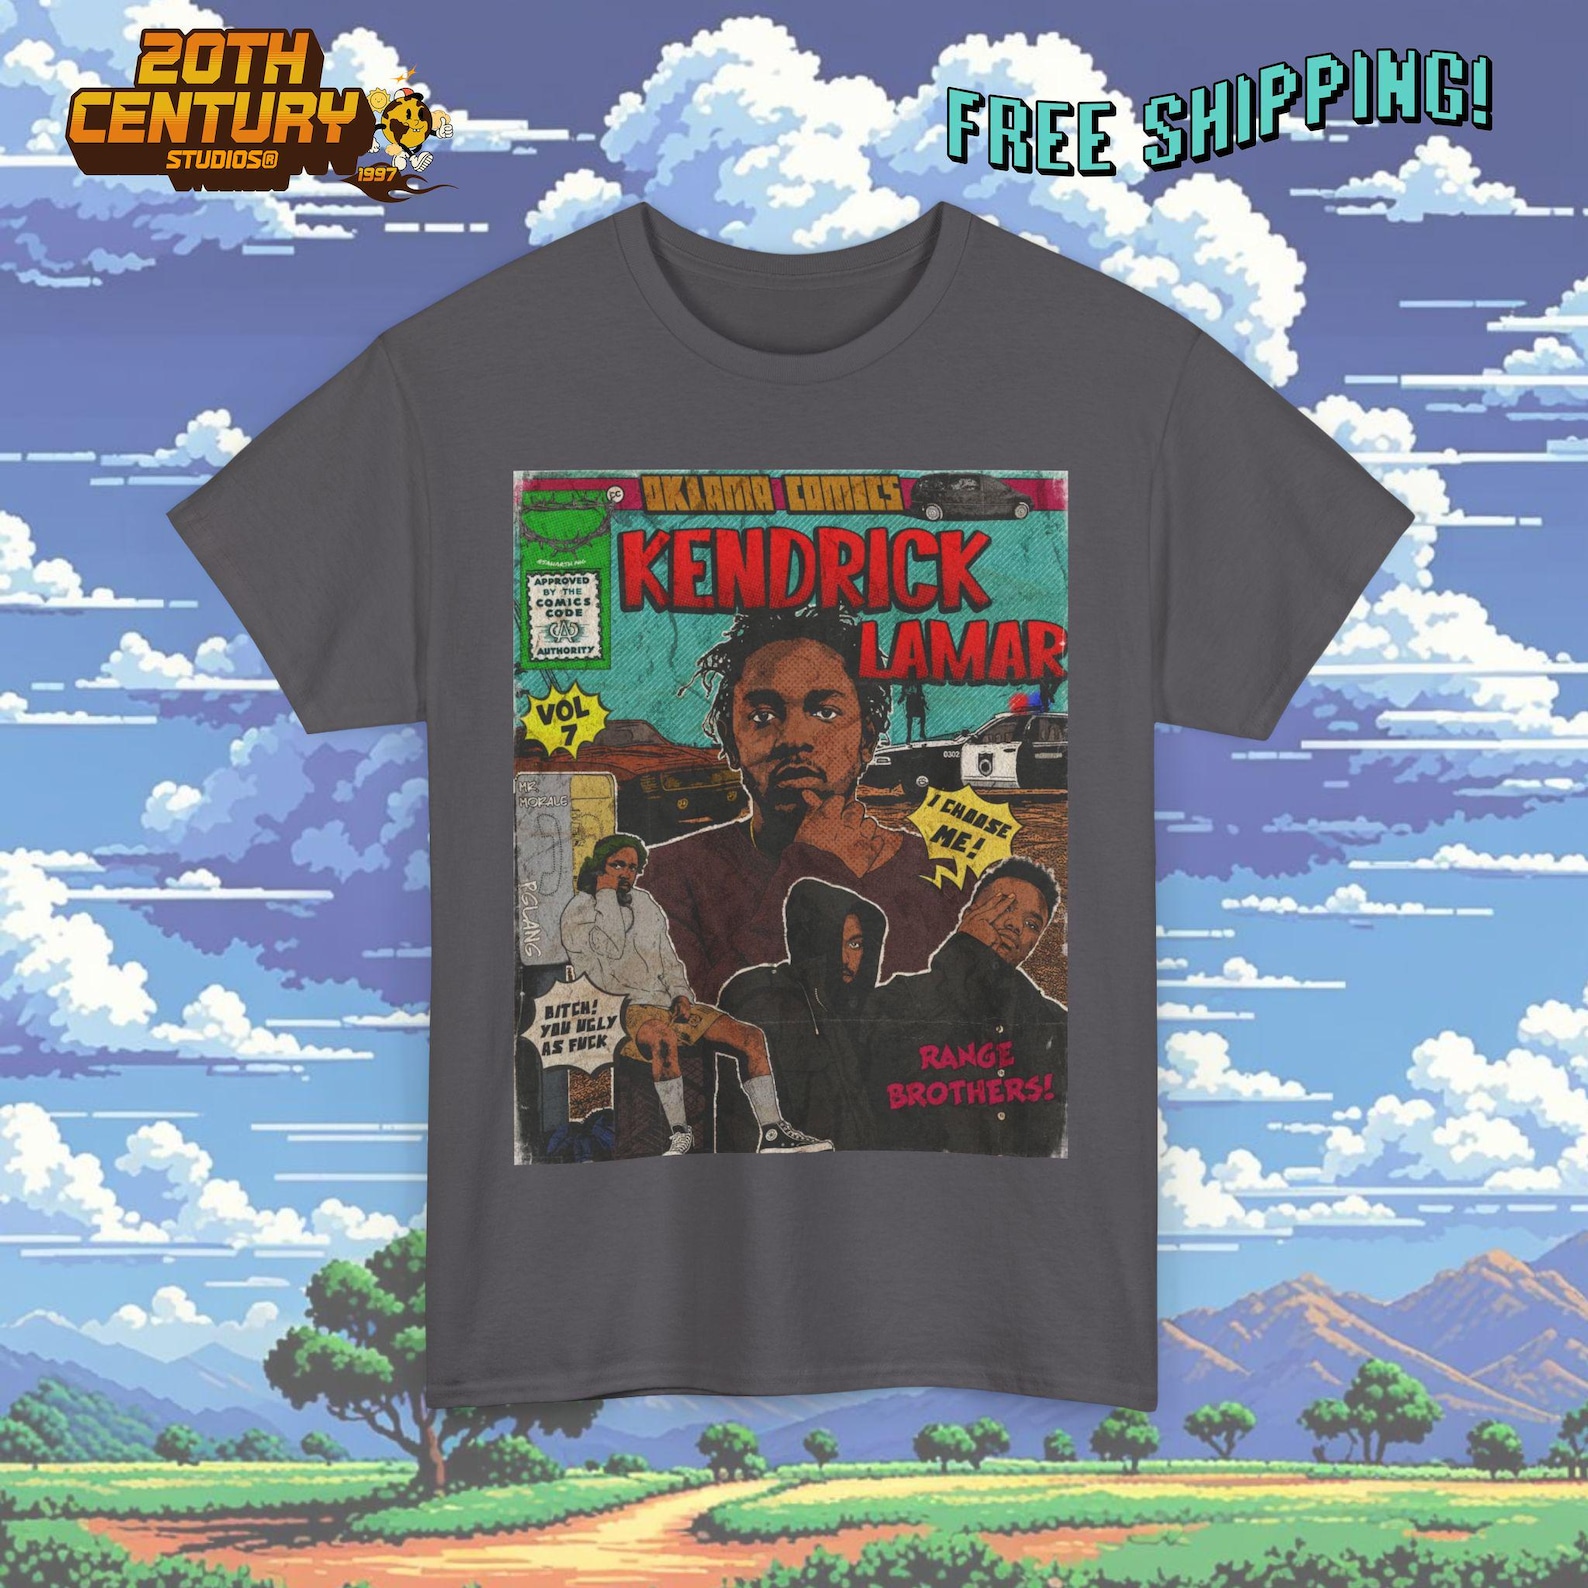 20TH
CENTURY
STUDIOS®
1997
FREE SHIPPING!
OKLAMA COMICS
KENDRICK
LAMAR
APPROVED
BY THE
COMICS
CODE
CA
AUTHORITY
VOL
7
0302
MR
MORALE
PGLANG
I CHOOSE
ME!
BITCH!
YOU UGLY
AS FUCK
RANGE
BROTHERS!